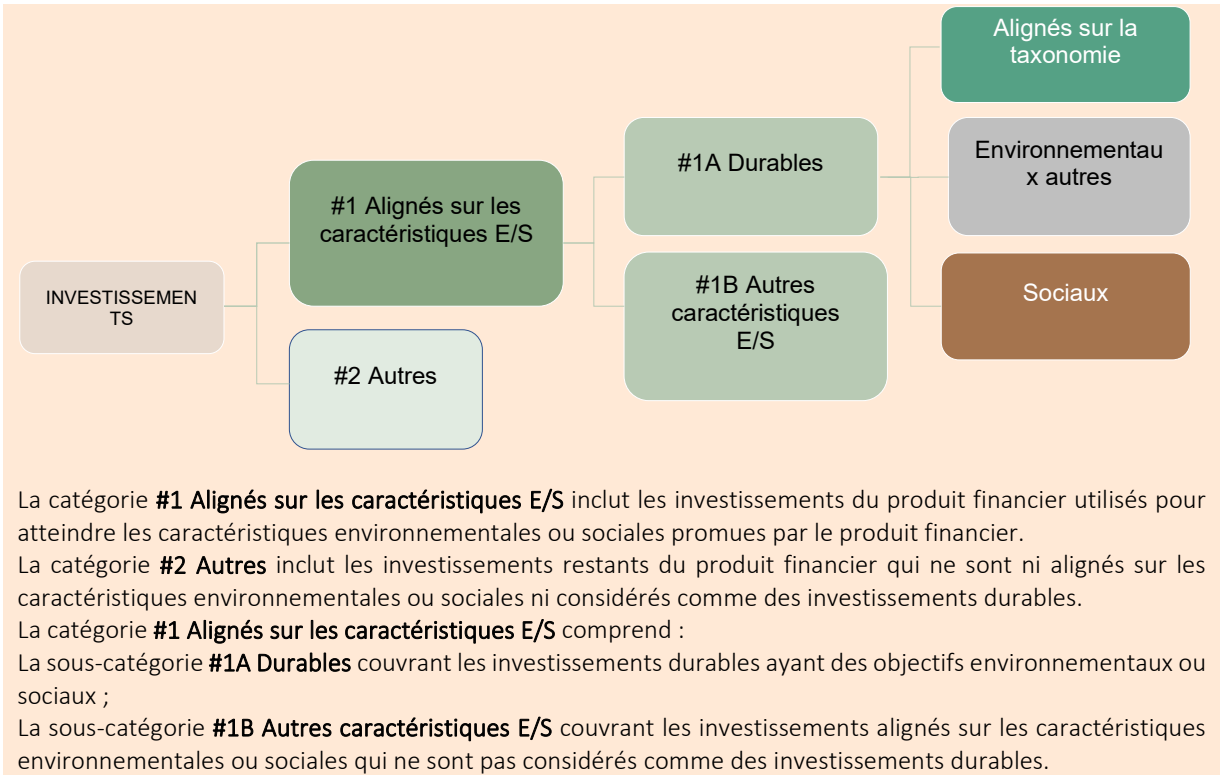 Alignés sur la
taxonomie
#1A Durables
Environnementau
x autres
#1 Alignés sur les
caractéristiques E/S
INVESTISSEMEN
TS
#1B Autres
caractéristiques
E/S
Sociaux
#2 Autres
La catégorie #1 Alignés sur les caractéristiques E/S inclut les investissements du produit financier utilisés pour
atteindre les caractéristiques environnementales ou sociales promues par le produit financier.
La catégorie #2 Autres inclut les investissements restants du produit financier qui ne sont ni alignés sur les
caractéristiques environnementales ou sociales ni considérés comme des investissements durables.
La catégorie #1 Alignés sur les caractéristiques E/S comprend :
La sous-catégorie #1A Durables couvrant les investissements durables ayant des objectifs environnementaux ou
sociaux ;
La sous-catégorie #1B Autres caractéristiques E/S couvrant les investissements alignés sur les caractéristiques
environnementales ou sociales qui ne sont pas considérés comme des investissements durables.